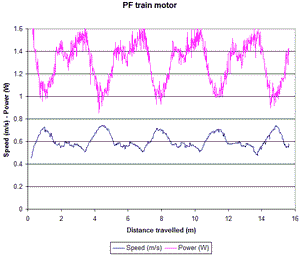 PF train motor
Speed (m/s) - Power (W)
1.6
1.4
1.2
1
0.8
0.6
0.4
0.2
0
0 2 4 6 8 10 12 14 16
Distance travelled (m)
Speed (m/s) Power (W)